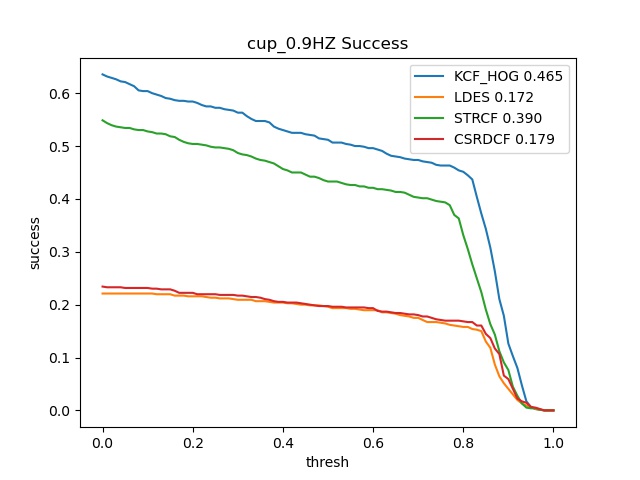 cup_0.9HZ Success
KCF_HOG 0.465
LDES 0.172
STRCF 0.390
CSRDCF 0.179
success
0.6
0.5
0.4
0.3
0.2
0.1
0.0
0.0 0.2 0.4 0.6 0.8 1.0
thresh